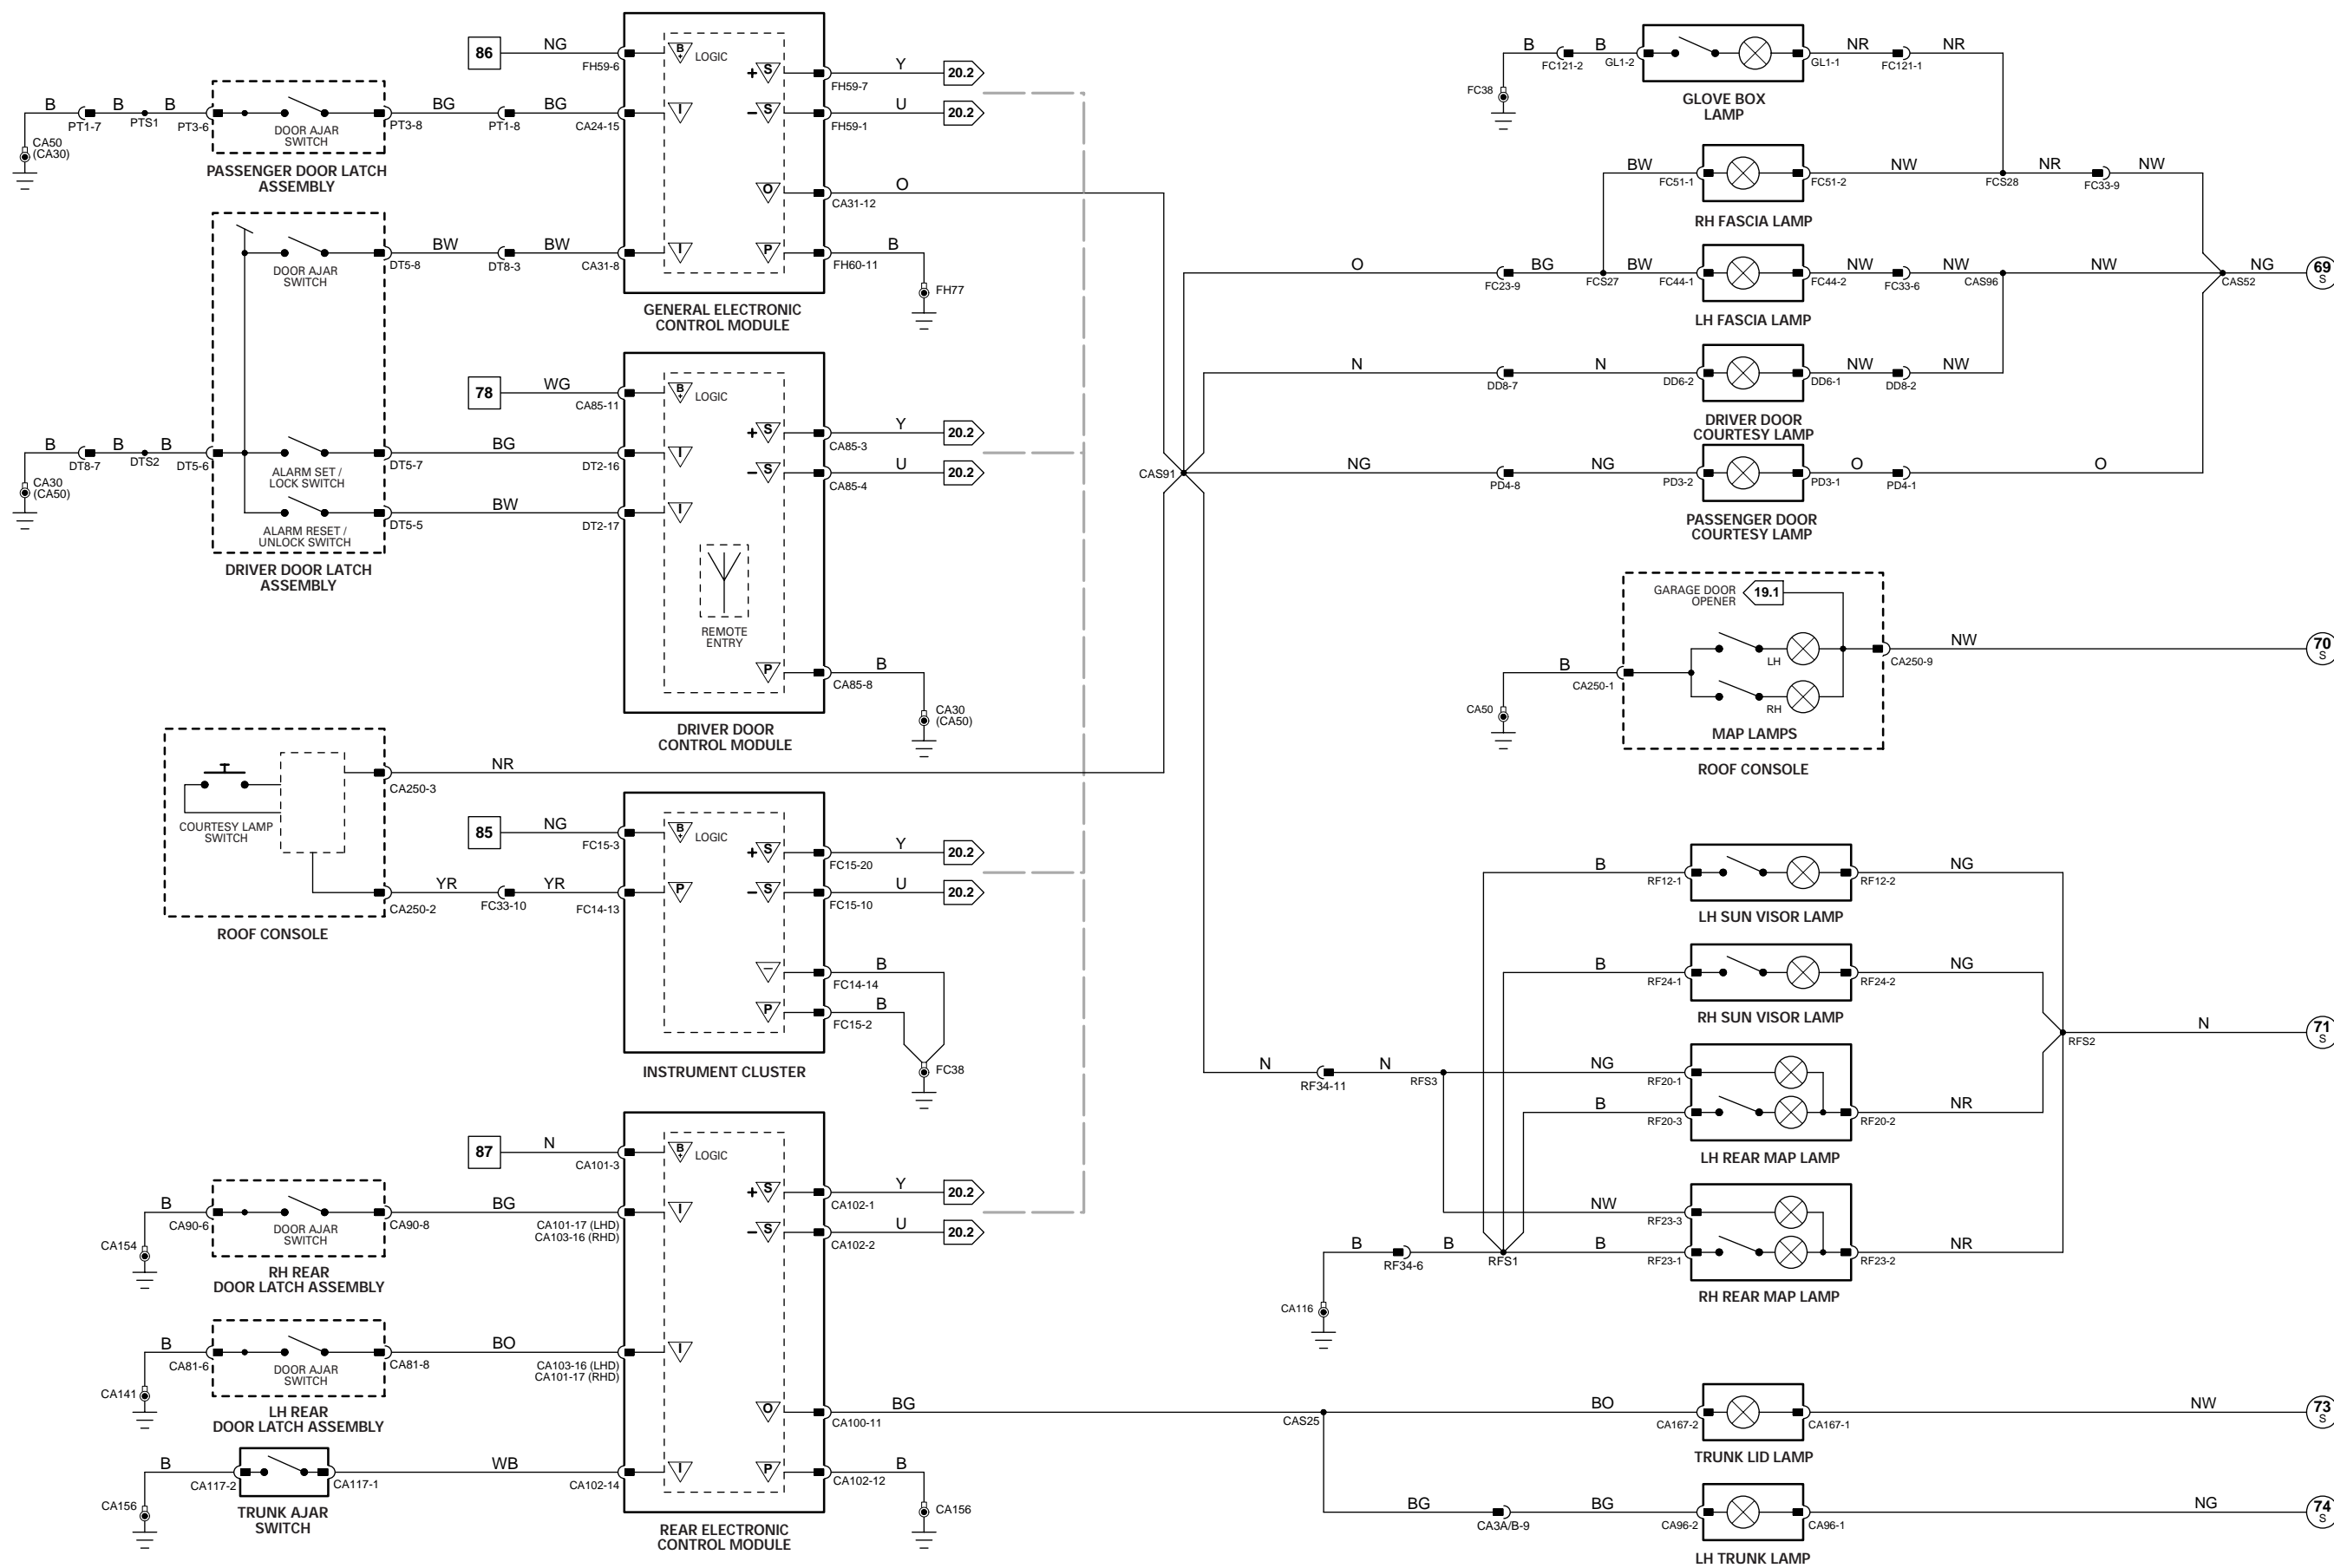 86
NG
FH59-6
B
+
LOGIC
+
S
Y
FH59-7
20.2
B
B
B
PT1-7
PTS1
PT3-6
CA50
(CA30)
DOOR AJAR
SWITCH
PT3-8
BG
PT1-8
BG
CA24-15
I
–
S
U
FH59-1
20.2
PASSENGER DOOR LATCH
ASSEMBLY
O
O
CA31-12
DOOR AJAR
SWITCH
DT5-8
BW
DT8-3
BW
CA31-8
I
P
FH60-11
B
FH77
GENERAL ELECTRONIC
CONTROL MODULE
78
WG
CA85-11
B
+
LOGIC
+
S
Y
CA85-3
20.2
B
B
B
DT8-7
DTS2
DT5-6
CA30
(CA50)
ALARM SET /
LOCK SWITCH
DT5-7
BG
DT2-16
I
–
S
U
CA85-4
20.2
ALARM RESET /
UNLOCK SWITCH
DT5-5
BW
DT2-17
I
DRIVER DOOR LATCH
ASSEMBLY
REMOTE
ENTRY
P
B
CA85-8
CA30
(CA50)
DRIVER DOOR
CONTROL MODULE
COURTESY LAMP
SWITCH
CA250-3
NR
CA250-2
YR
FC33-10
YR
FC14-13
ROOF CONSOLE
85
NG
FC15-3
B
+
LOGIC
+
S
Y
FC15-20
20.2
P
–
S
U
FC15-10
20.2
–
B
FC14-14
P
B
FC15-2
FC38
INSTRUMENT CLUSTER
87
N
CA101-3
B
+
LOGIC
+
S
Y
CA102-1
20.2
B
CA90-6
CA154
DOOR AJAR
SWITCH
CA90-8
BG
CA101-17 (LHD)
CA103-16 (RHD)
I
–
S
U
CA102-2
20.2
RH REAR
DOOR LATCH ASSEMBLY
B
CA81-6
CA141
DOOR AJAR
SWITCH
CA81-8
BO
CA103-16 (LHD)
CA101-17 (RHD)
I
LH REAR
DOOR LATCH ASSEMBLY
O
BG
CA100-11
B
CA117-2
CA156
CA117-1
WB
CA102-14
I
P
B
CA102-12
CA156
TRUNK AJAR
SWITCH
REAR ELECTRONIC
CONTROL MODULE
CAS91
B
FC121-2
B
GL1-2
FC38
GL1-1
NR
FC121-1
NR
GLOVE BOX
LAMP
BW
FC51-1
FC51-2
NW
FCS28
NR
FC33-9
NW
RH FASCIA LAMP
O
FC23-9
BG
FCS27
BW
FC44-1
FC44-2
NW
FC33-6
NW
CAS96
NW
CAS52
NG
69
S
LH FASCIA LAMP
N
DD8-7
N
DD6-2
DD6-1
NW
DD8-2
NW
DRIVER DOOR
COURTESY LAMP
NG
PD4-8
NG
PD3-2
PD3-1
O
PD4-1
O
PASSENGER DOOR
COURTESY LAMP
GARAGE DOOR
OPENER
19.1
LH
RH
B
CA250-1
CA50
CA250-9
NW
70
S
MAP LAMPS
ROOF CONSOLE
B
RF12-1
RF12-2
NG
LH SUN VISOR LAMP
B
RF24-1
RF24-2
NG
RH SUN VISOR LAMP
RFS2
N
71
S
N
RF34-11
N
RFS3
NG
RF20-1
B
RF20-3
RF20-2
NR
LH REAR MAP LAMP
NW
RF23-3
B
RF34-6
B
RFS1
B
RF23-1
RF23-2
NR
CA116
RH REAR MAP LAMP
CAS25
BO
CA167-2
CA167-1
NW
73
S
TRUNK LID LAMP
BG
CA3A/B-9
BG
CA96-2
CA96-1
NG
74
S
LH TRUNK LAMP